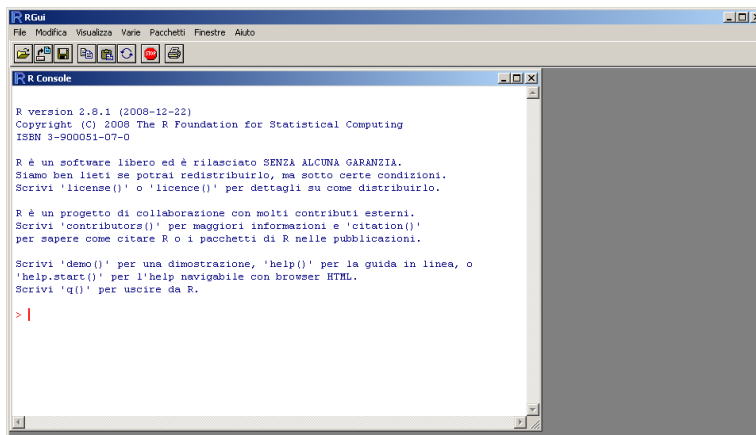 RGui
File Modifica Visualizza Varie Pacchetti Finestre Aiuto
STOP
R Console
R version 2.8.1 (2008-12-22)
Copyright (C) 2008 The R Foundation for Statistical Computing
ISBN 3-900051-07-0
R è un software libero ed è rilasciato SENZA ALCUNA GARANZIA.
Siamo ben lieti se potrai redistribuirlo, ma sotto certe condizioni.
Scrivi 'license()' o 'licence()' per dettagli su come distribuirlo.
R è un progetto di collaborazione con molti contributi esterni.
Scrivi 'contributors()' per maggiori informazioni e 'citation()'
per sapere come citare R o i pacchetti di R nelle pubblicazioni.
Scrivi 'demo()' per una dimostrazione, 'help()' per la guida in linea, o
'help.start()' per l'help navigabile con browser HTML.
Scrivi 'q()' per uscire da R.
>